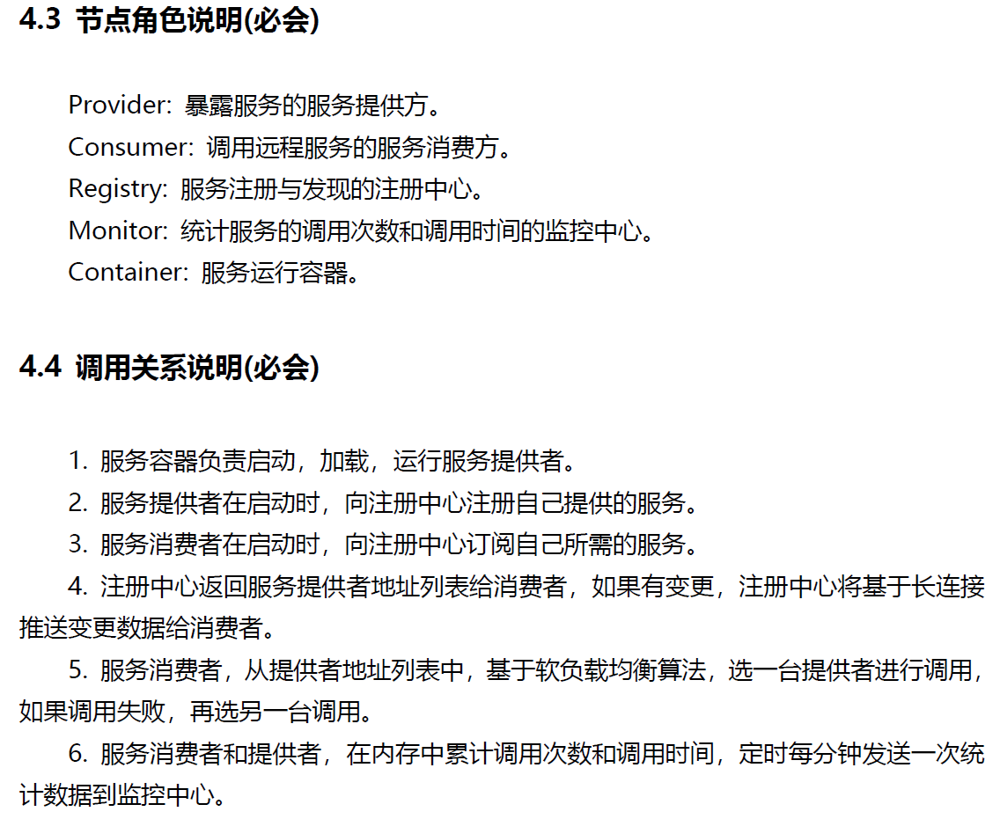 4.3 节点角色说明(必会)
Provider: 暴露服务的服务提供方。
Consumer: 调用远程服务的服务消费方。
Registry: 服务注册与发现的注册中心。
Monitor: 统计服务的调用次数和调用时间的监控中心。
Container: 服务运行容器。
4.4 调用关系说明(必会)
1. 服务容器负责启动，加载，运行服务提供者。
2. 服务提供者在启动时，向注册中心注册自己提供的服务。
3. 服务消费者在启动时，向注册中心订阅自己所需的服务。
4. 注册中心返回服务提供者地址列表给消费者，如果有变更，注册中心将基于长连接
推送变更数据给消费者。
5. 服务消费者，从提供者地址列表中，基于软负载均衡算法，选一台提供者进行调用，
如果调用失败，再选另一台调用。
6. 服务消费者和提供者，在内存中累计调用次数和调用时间，定时每分钟发送一次统
计数据到监控中心。